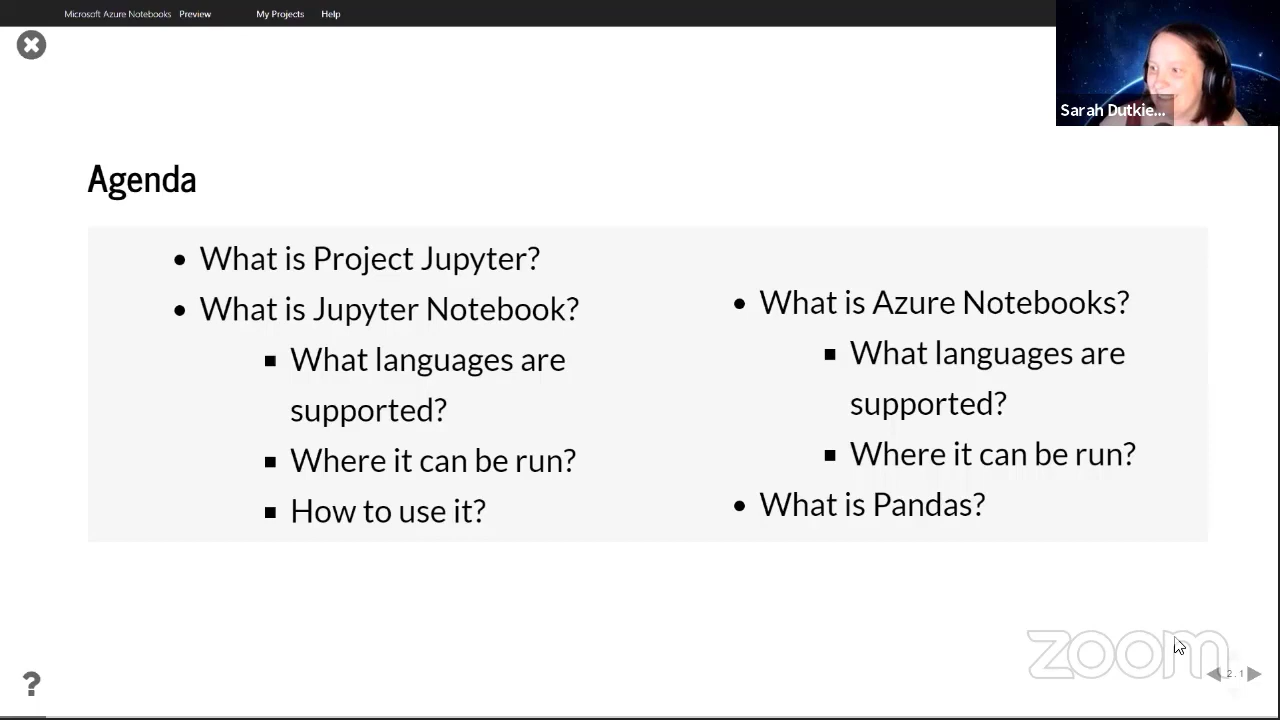 Microsoft Azure Notebooks Preview My Projects Help
Sarah Dutkie...
Agenda
• What is Project Jupyter?
• What is Jupyter Notebook?
▪ What languages are
supported?
▪ Where it can be run?
▪ How to use it?
• What is Azure Notebooks?
▪ What languages are
supported?
▪ Where it can be run?
• What is Pandas?
zoom
?
2.1